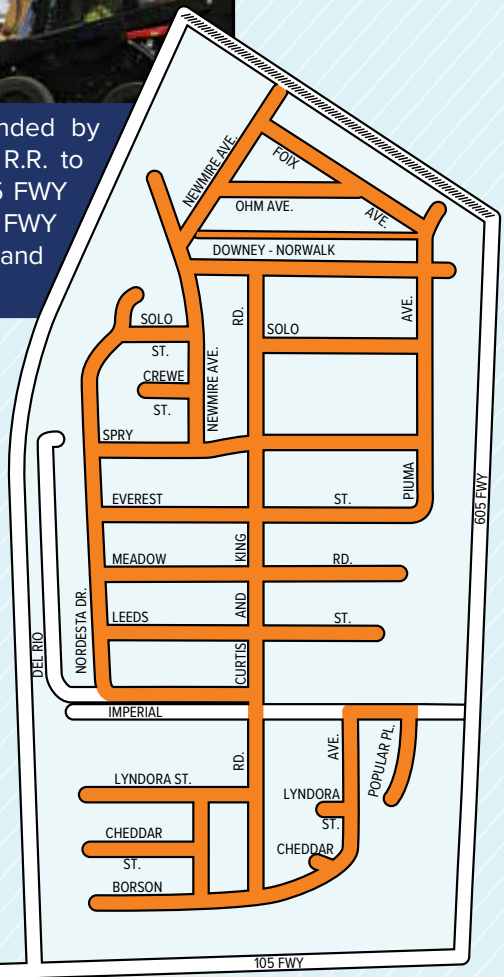 nded by
R.R. to
5 FWY
FWY
and
NEWMIRE AVE.
FOIX
AVE.
OHM AVE.
DOWNEY - NORWALK
RD.
AVE.
SOLO
ST.
SOLO
CREWE
ST.
NEWMIRE AVE.
SPRY
PIUMA
EVEREST
ST.
605 FWY
KING
MEADOW
RD.
AND
LEEDS
ST.
NORDESTA DR.
DEL RIO
CURTIS
IMPERIAL
RD.
AVE.
POPULAR PL.
LYNDORA ST.
LYNDORA
ST.
CHEDDAR
ST.
CHEDDAR
BORSON
105 FWY